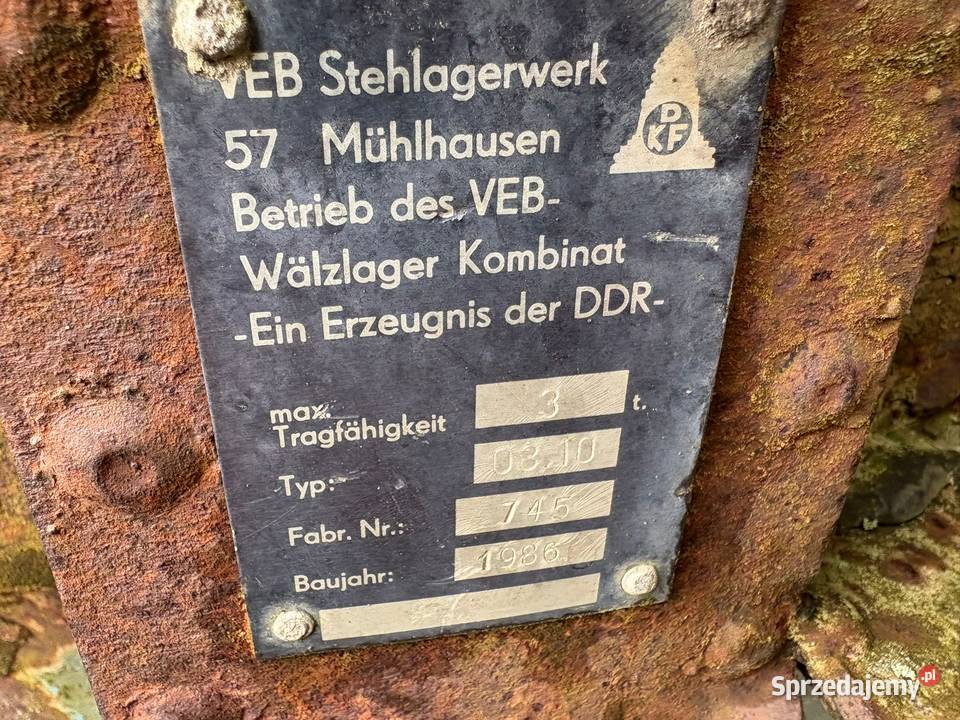 VEB Stehlagerwerk
57 Mühlhausen
Betrieb des VEB-
Wälzlager Kombinat
-Ein Erzeugnis der DDR-
DKF
max. Tragfähigkeit 3 t.
Typ: 03.10
Fabr. Nr.: 745
Baujahr: 1986
Sprzedajemy.pl